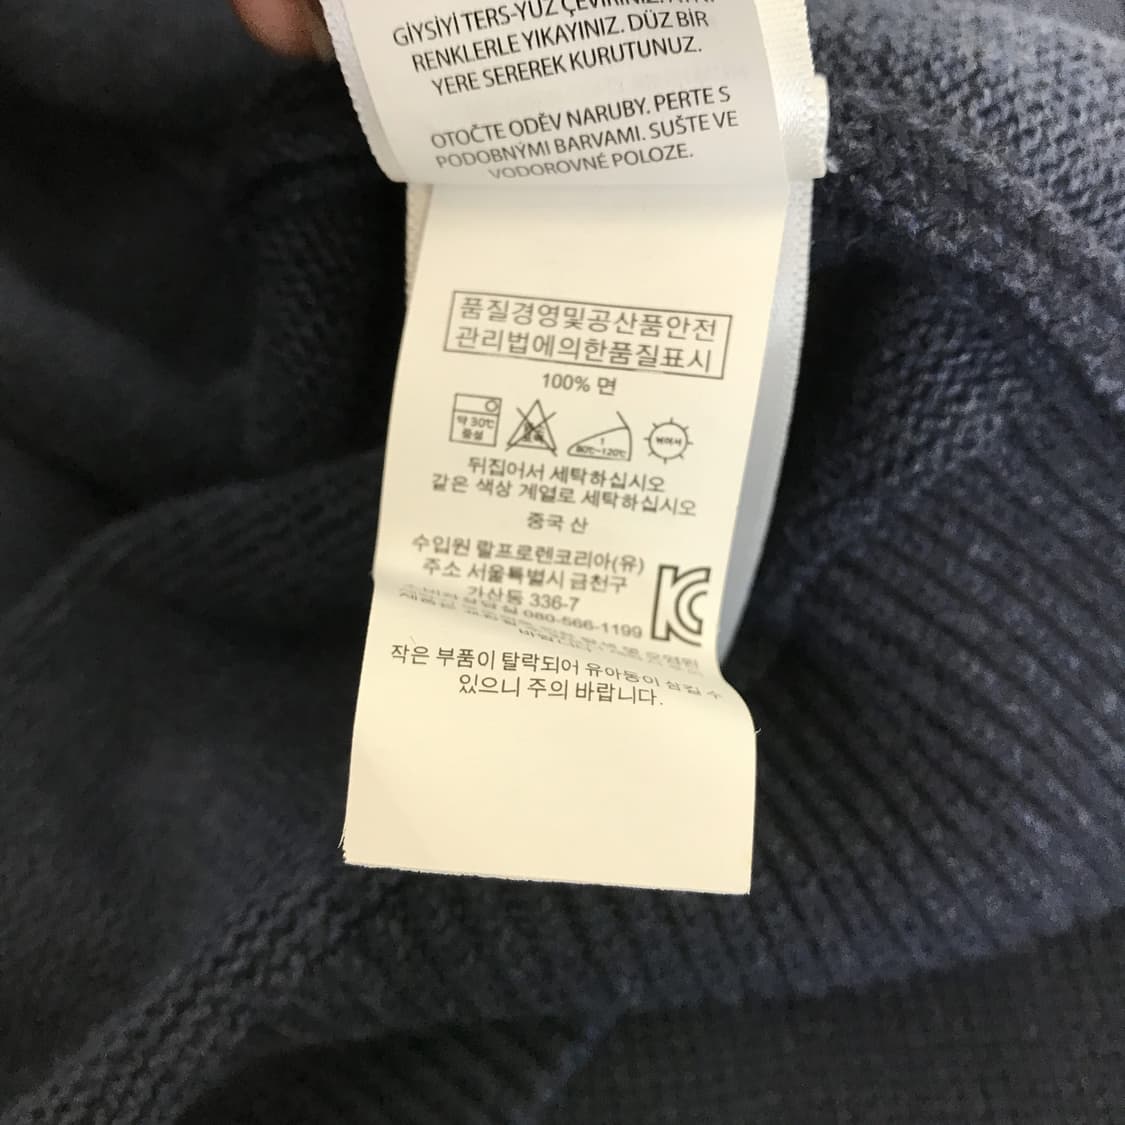 GİYSİYİ TERS-YÜZ ÇEVİRİNİZ.
RENKLERLE YIKAYINIZ. DÜZ BİR
YERE SEREREK KURUTUNUZ.
OTOČTE ODĚV NARUBY. PERTE S
PODOBNÝMI BARVAMI. SUŠTE VE
VODOROVNÉ POLOZE.
품질경영및공산품안전
관리법에의한품질표시
100% 면
약 30℃
중성
1
80℃~120℃
뉘어서
뒤집어서 세탁하십시오
같은 색상 계열로 세탁하십시오
중국 산
수입원 랄프로렌코리아(유)
주소 서울특별시 금천구
가산동 336-7
080-566-1199
작은 부품이 탈락되어 유아동이 삼킬 수
있으니 주의 바랍니다.